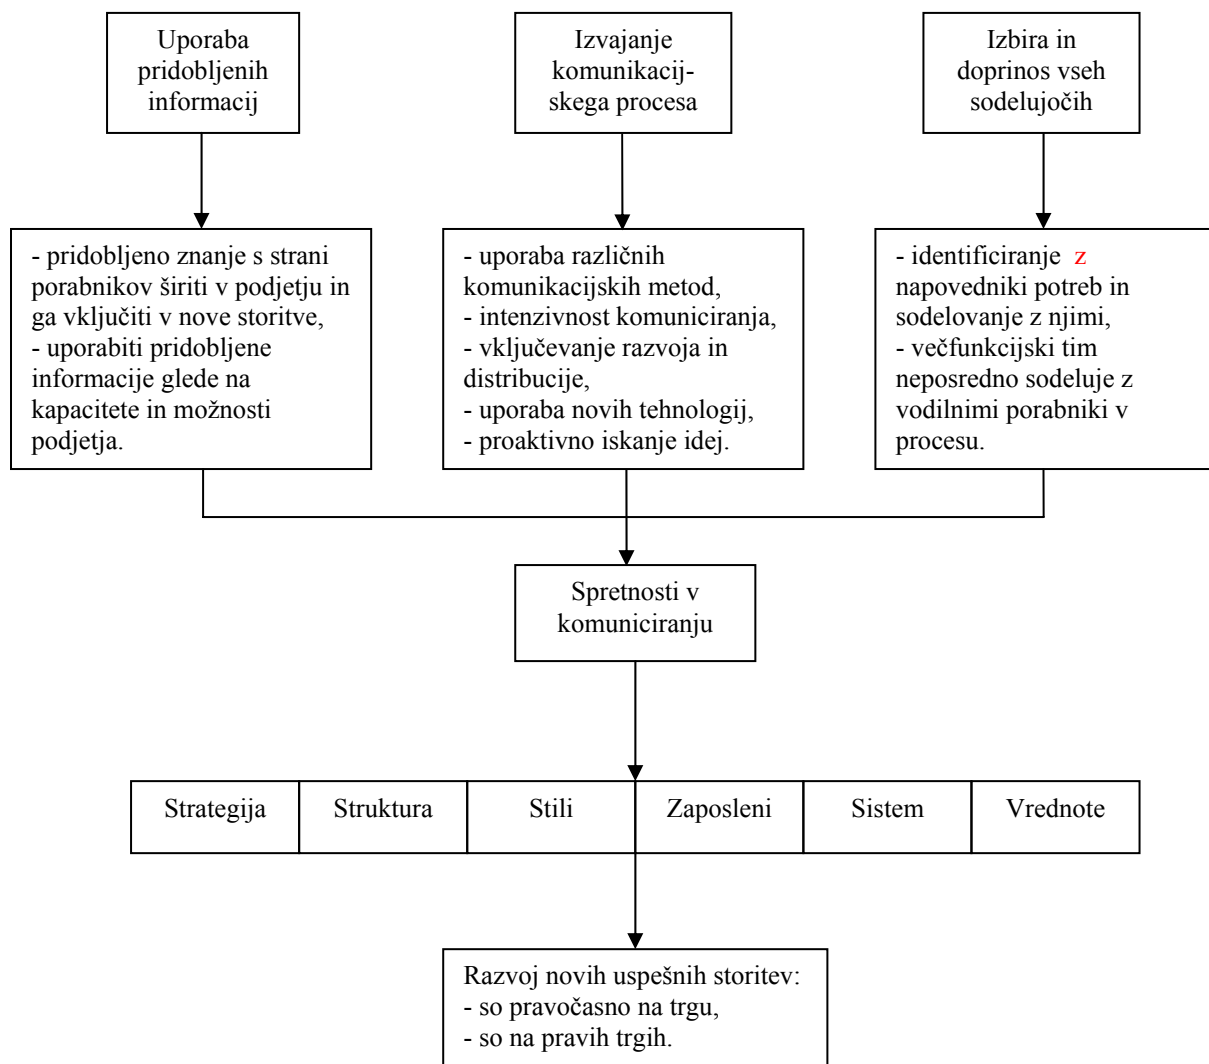 Uporaba
pridobljenih
informacij
Izvajanje
komunikacij-
skega procesa
Izbira in
doprinos vseh
sodelujočih
- pridobljeno znanje s strani
porabnikov širiti v podjetju in
ga vključiti v nove storitve,
- uporabiti pridobljene
informacije glede na
kapacitete in možnosti
podjetja.
- uporaba različnih
komunikacijskih metod,
- intenzivnost komuniciranja,
- vključevanje razvoja in
distribucije,
- uporaba novih tehnologij,
- proaktivno iskanje idej.
- identificiranje z
napovedniki potreb in
sodelovanje z njimi,
- večfunkcijski tim
neposredno sodeluje z
vodilnimi porabniki v
procesu.
Spretnosti v
komuniciranju
Strategija Struktura Stili Zaposleni Sistem Vrednote
Razvoj novih uspešnih storitev:
- so pravočasno na trgu,
- so na pravih trgih.